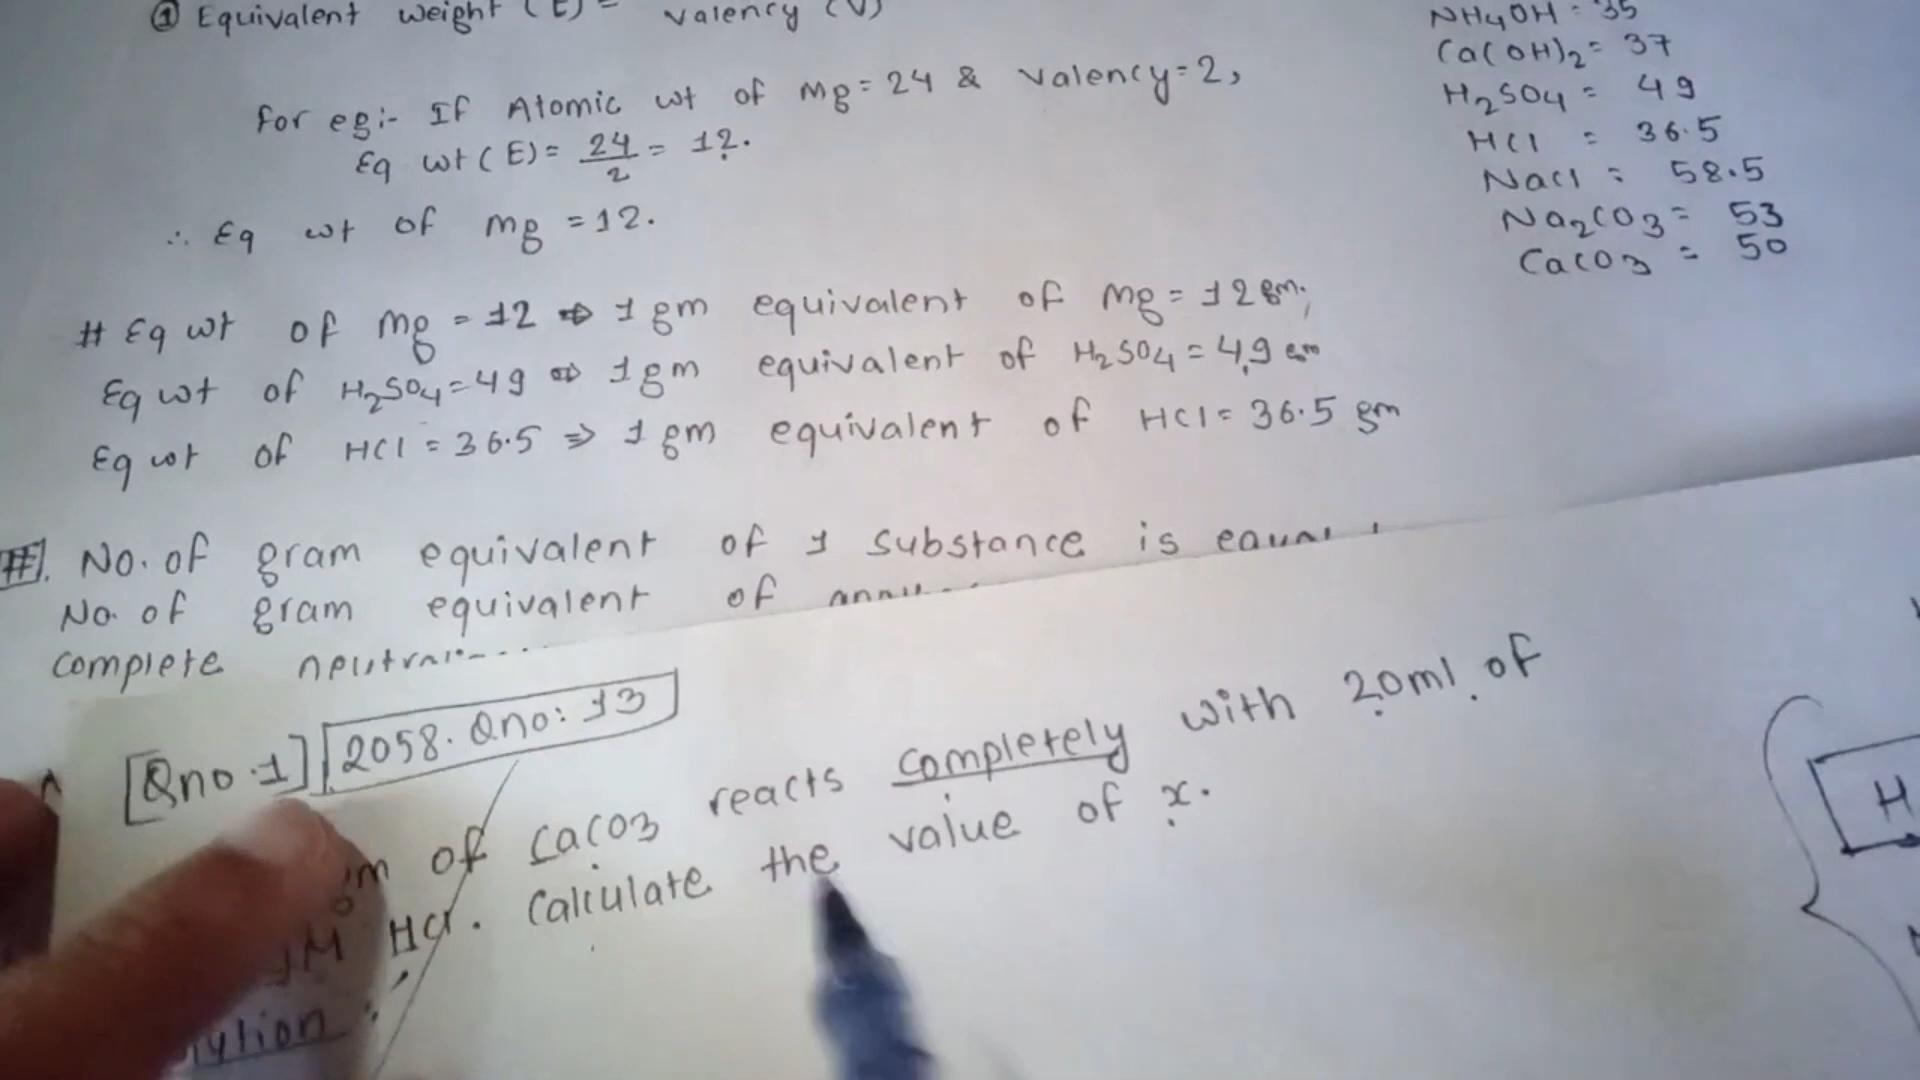 ① Equivalent weight (E) = valency (V)
for eg:- If Atomic wt of Mg = 24 & valency = 2,
Eq wt (E) = 24/2 = 12.
∴ Eq wt of Mg = 12.
NH4OH = 35
Ca(OH)2 = 37
H2SO4 = 49
HCl = 36.5
NaCl = 58.5
Na2CO3 = 53
CaCO3 = 50
# Eq wt of Mg = 12 ⇒ 1 gm equivalent of Mg = 12 gm.
Eq wt of H2SO4 = 49 ⇒ 1 gm equivalent of H2SO4 = 49 gm
Eq wt of HCl = 36.5 ⇒ 1 gm equivalent of HCl = 36.5 gm
#. No. of gram equivalent of 1 substance is
No. of gram equivalent of
complete
[Qno.1] 2058. Qno: 13
gm of CaCO3 reacts completely with 20ml of
M HCl. Calculate the value of x.
H